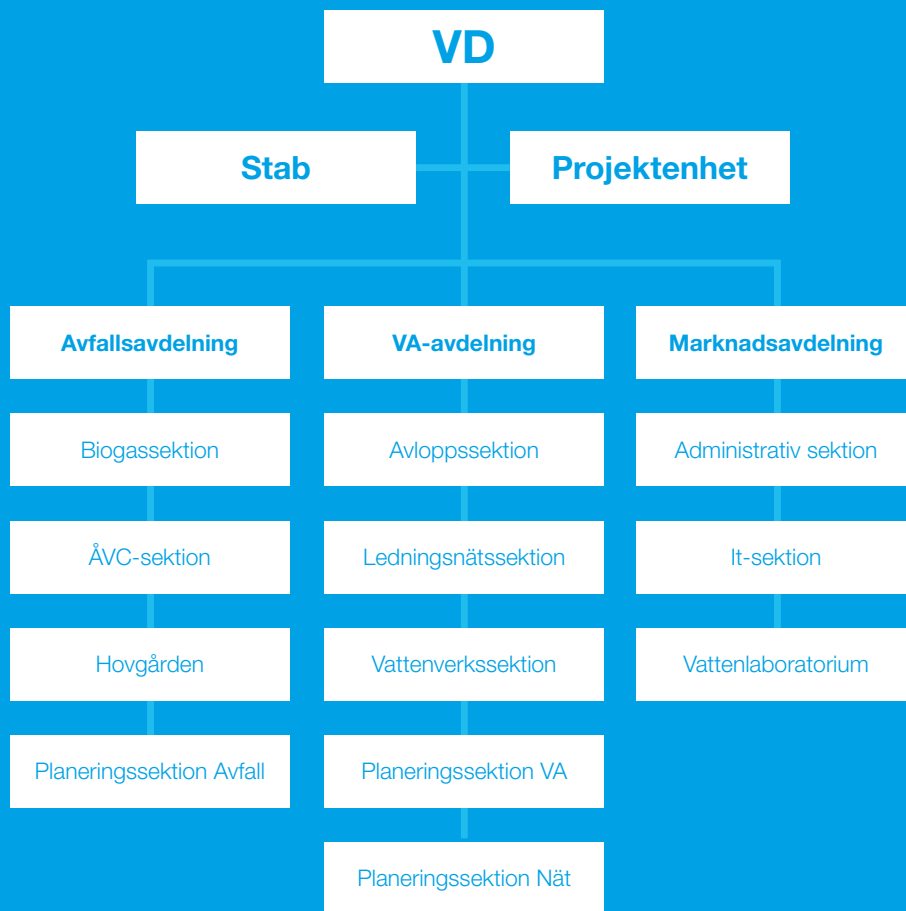 VD
Stab
Projektenhet
Avfallsavdelning
VA-avdelning
Marknadsavdelning
Biogassektion
Avloppssektion
Administrativ sektion
ÅVC-sektion
Ledningsnätssektion
It-sektion
Hovgården
Vattenverkssektion
Vattenlaboratorium
Planeringssektion Avfall
Planeringssektion VA
Planeringssektion Nät